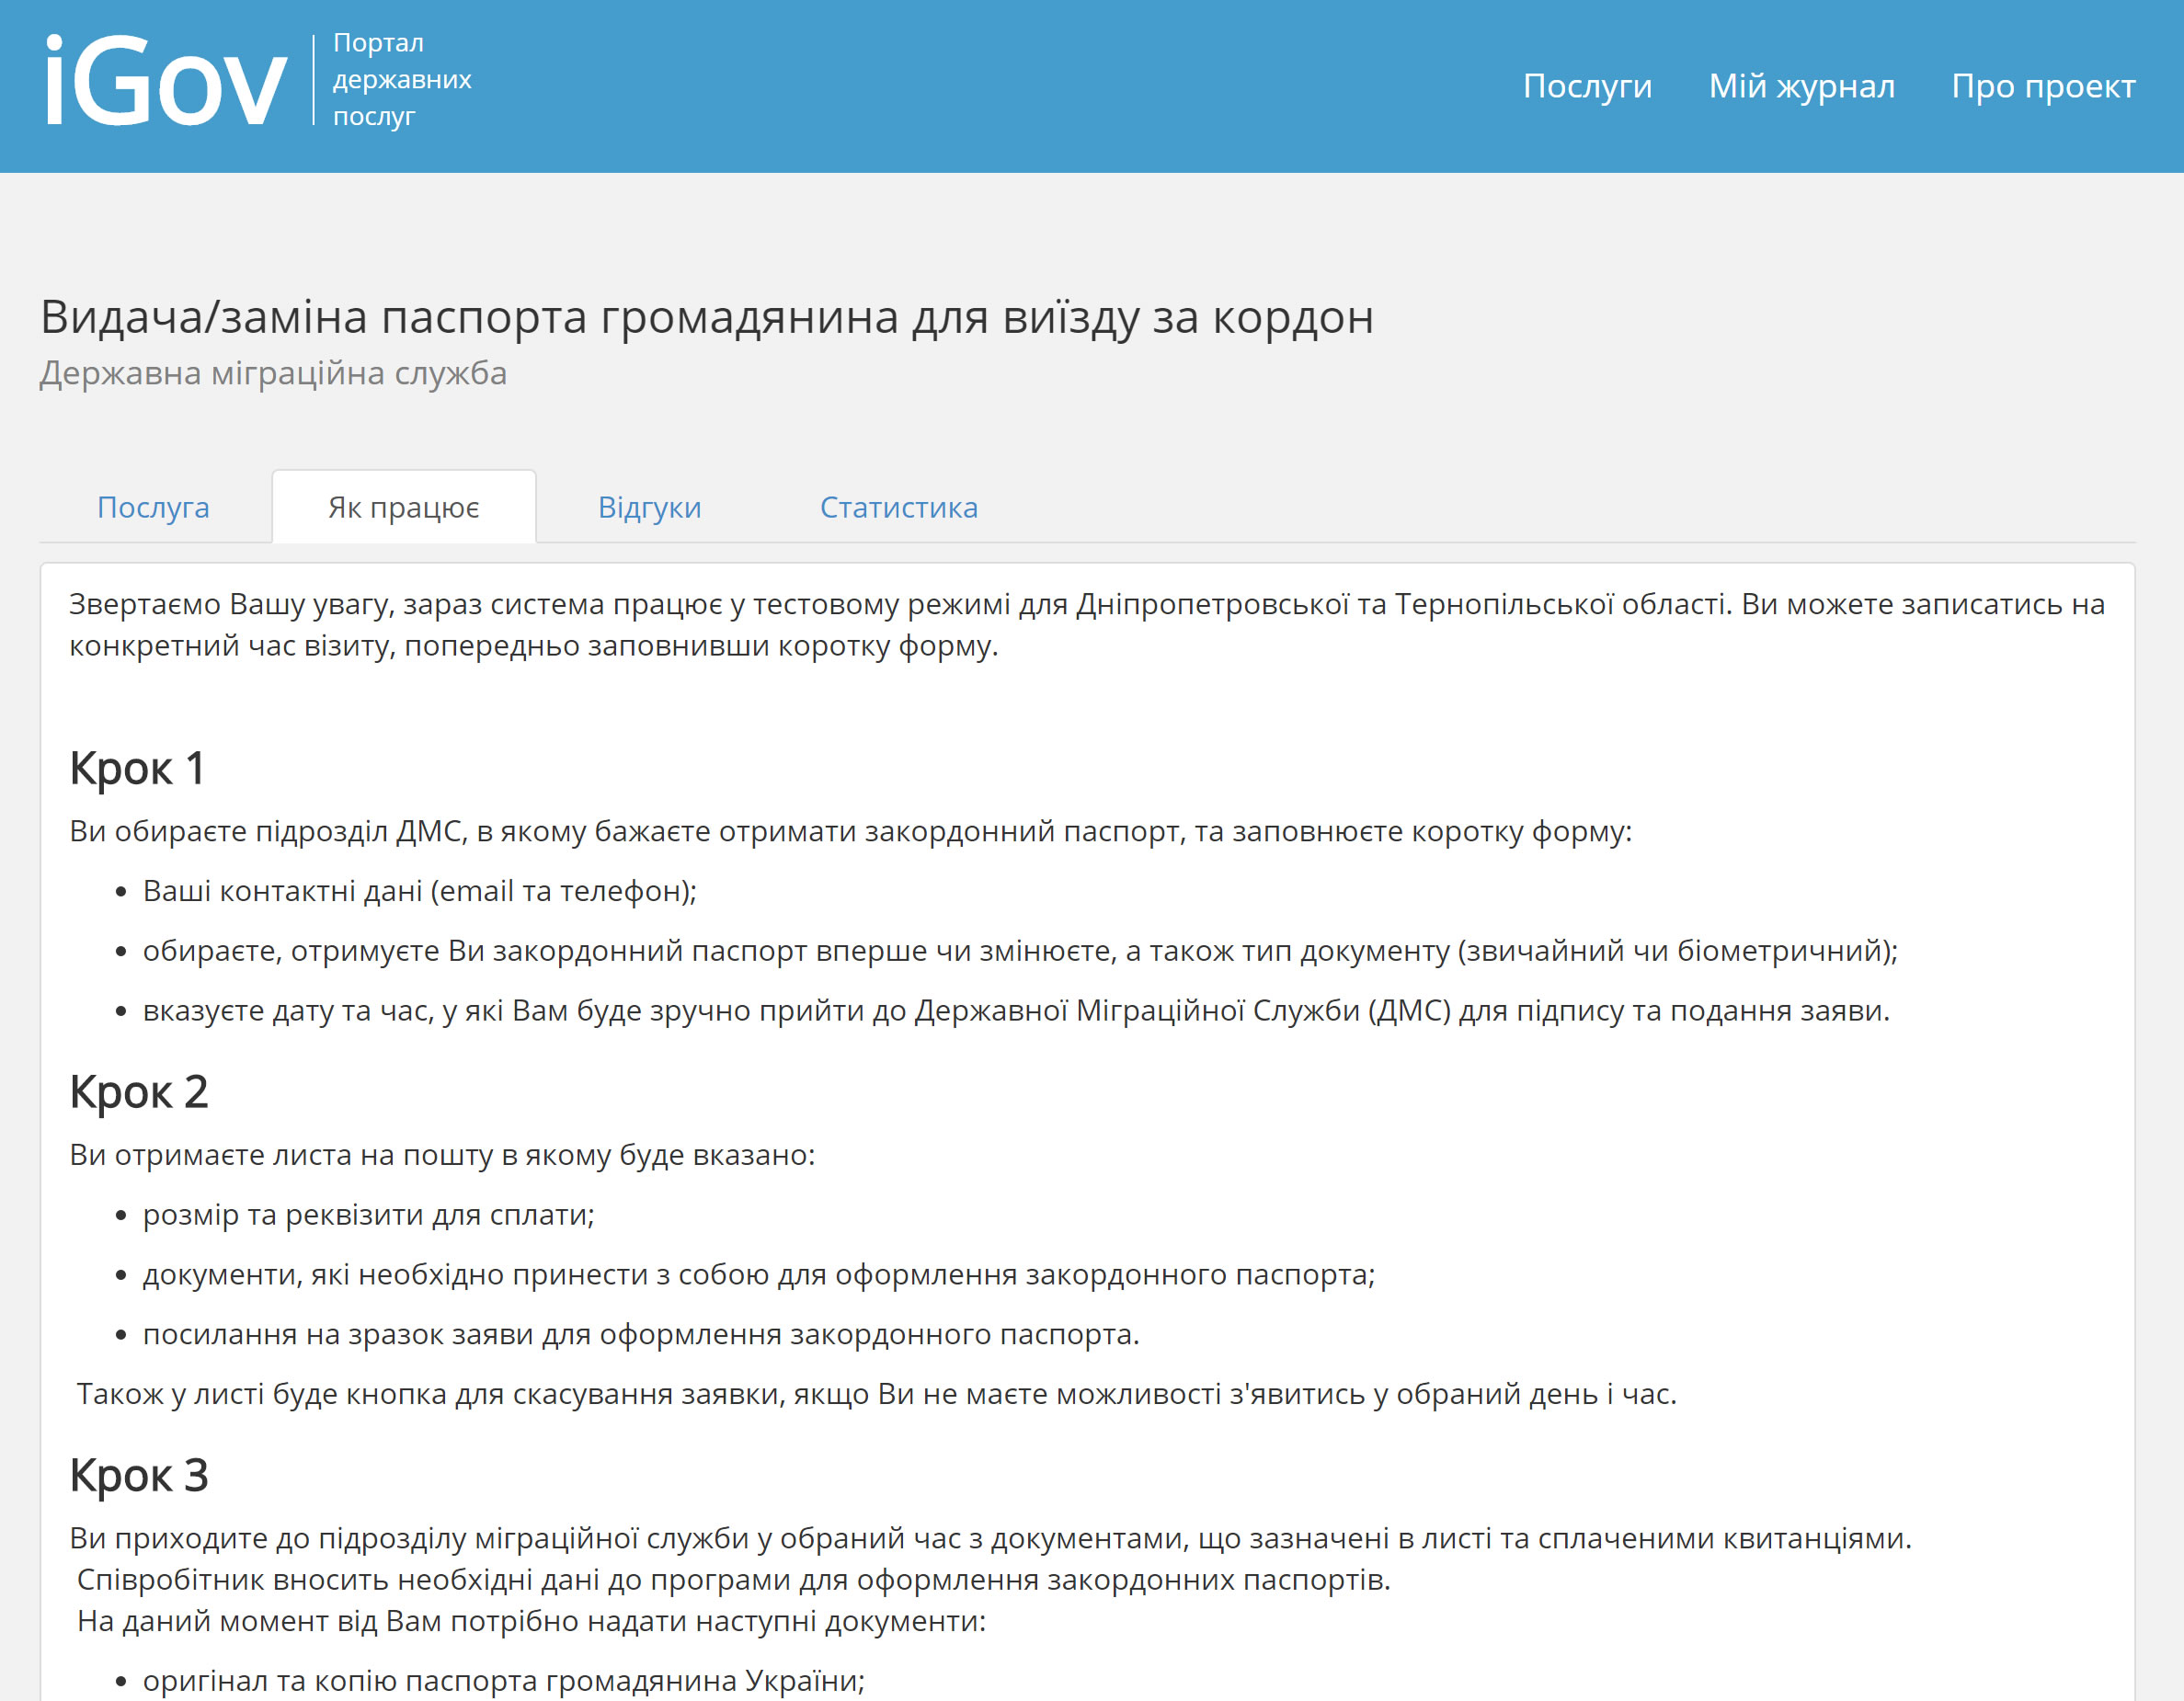 iGov
Портал
державних
послуг
Послуги Мій журнал Про проект
Видача/заміна паспорта громадянина для виїзду за кордон
Державна міграційна служба
Послуга Як працює Відгуки Статистика
Звертаємо Вашу увагу, зараз система працює у тестовому режимі для Дніпропетровської та Тернопільської області. Ви можете записатись на
конкретний час візиту, попередньо заповнивши коротку форму.
Крок 1
Ви обираєте підрозділ ДМС, в якому бажаєте отримати закордонний паспорт, та заповнюєте коротку форму:
• Ваші контактні дані (email та телефон);
• обираєте, отримуєте Ви закордонний паспорт вперше чи змінюєте, а також тип документу (звичайний чи біометричний);
• вказуєте дату та час, у які Вам буде зручно прийти до Державної Міграційної Служби (ДМС) для підпису та подання заяви.
Крок 2
Ви отримаєте листа на пошту в якому буде вказано:
• розмір та реквізити для сплати;
• документи, які необхідно принести з собою для оформлення закордонного паспорта;
• посилання на зразок заяви для оформлення закордонного паспорта.
Також у листі буде кнопка для скасування заявки, якщо Ви не маєте можливості з'явитись у обраний день і час.
Крок 3
Ви приходите до підрозділу міграційної служби у обраний час з документами, що зазначені в листі та сплаченими квитанціями.
Співробітник вносить необхідні дані до програми для оформлення закордонних паспортів.
На даний момент від Вам потрібно надати наступні документи:
• оригінал та копію паспорта громадянина України;